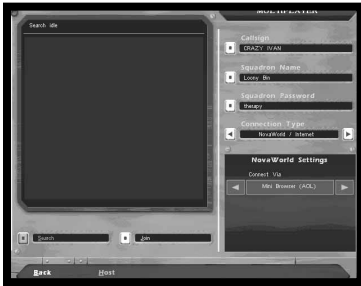 MULTIPLAYER
Search idle
Callsign
CRAZY IVAN
Squadron Name
Loony Bin
Squadron Password
therapy
Connection Type
NovaWorld / Internet
NovaWorld Settings
Connect Via
Mini Browser (AOL)
Search
Join
Back
Host